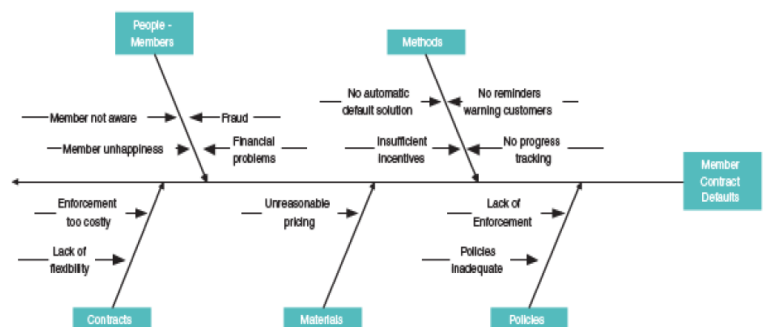 People -
Members
Methods
No automatic
default solution
No reminders
warning customers
Member not aware
Fraud
Member unhappiness
Financial
problems
Insufficient
incentives
No progress
tracking
Member
Contract
Defaults
Enforcement
too costly
Unreasonable
pricing
Lack of
Enforcement
Lack of
flexibility
Policies
Inadequate
Contracts
Materials
Policies